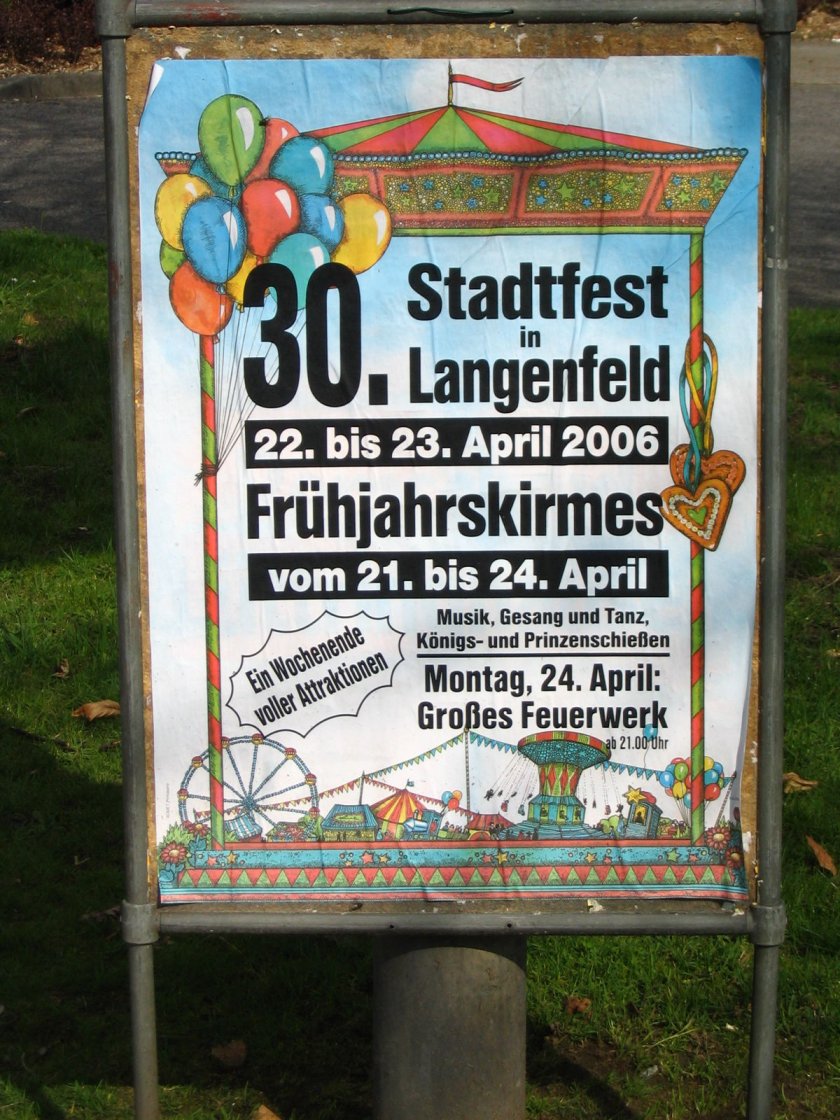 30. Stadtfest
in
Langenfeld
22. bis 23. April 2006
Frühjahrskirmes
vom 21. bis 24. April
Musik, Gesang und Tanz,
Königs- und Prinzenschießen
Ein Wochenende
voller Attraktionen
Montag, 24. April:
Großes Feuerwerk
ab 21.00 Uhr